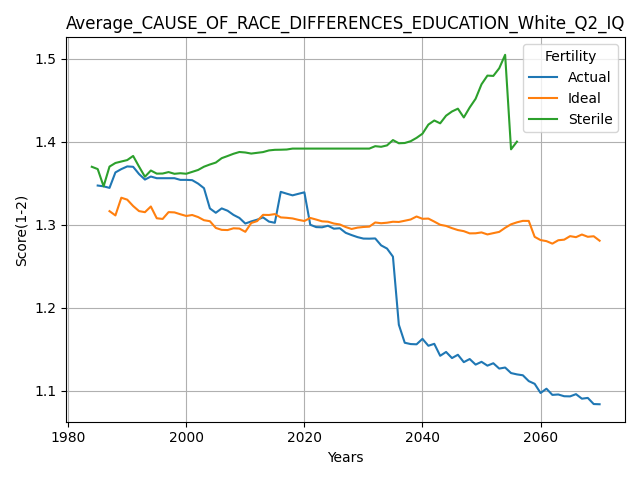 Average_CAUSE_OF_RACE_DIFFERENCES_EDUCATION_White_Q2_IQ
Fertility
Actual
Ideal
Sterile
Score(1-2)
1.5
1.4
1.3
1.2
1.1
1980
2000
2020
2040
2060
Years